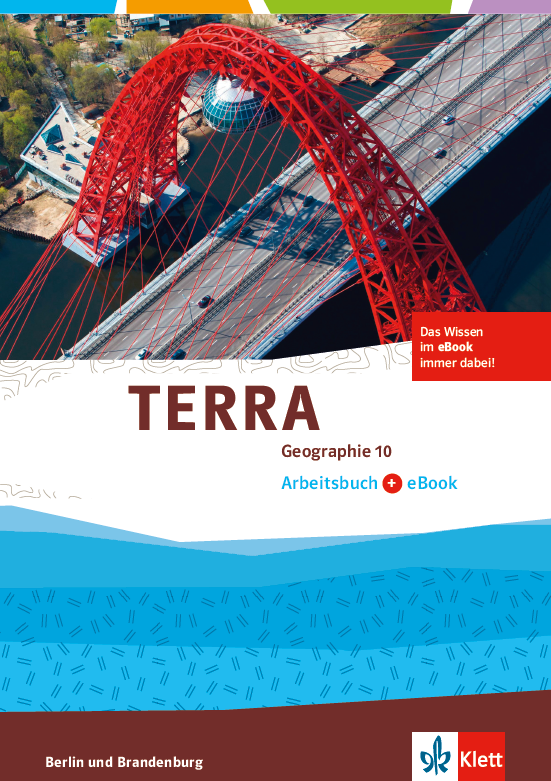 Das Wissen
im eBook
immer dabei!
TERRA
Geographie 10
Arbeitsbuch + eBook
Berlin und Brandenburg
Klett